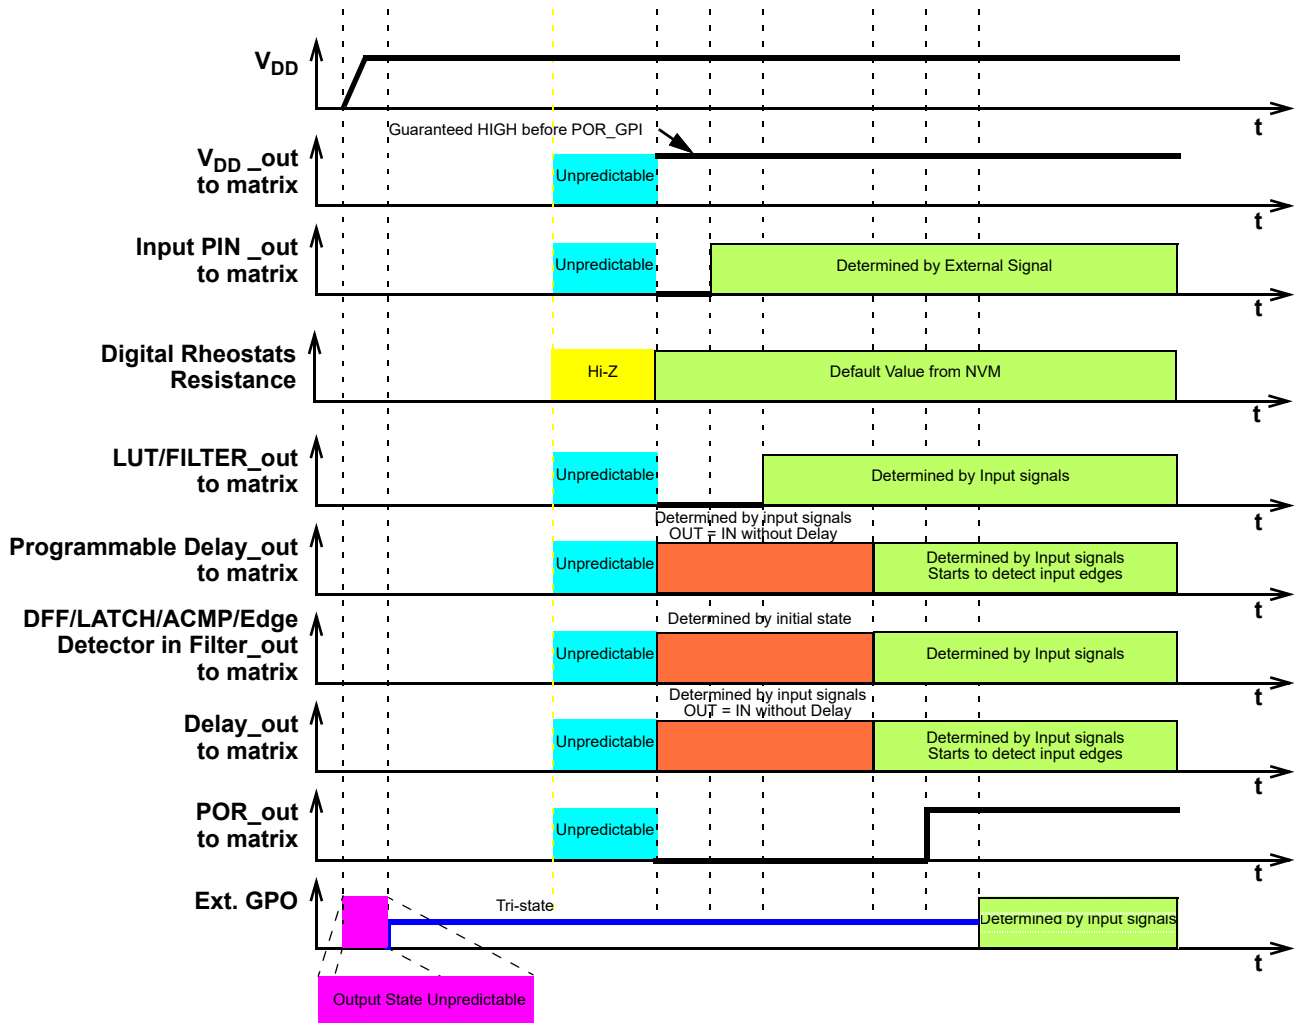 VDD
t
Guaranteed HIGH before POR_GPI
VDD _out
to matrix
Unpredictable
t
Input PIN _out
to matrix
Unpredictable
Determined by External Signal
t
Digital Rheostats
Resistance
Hi-Z
Default Value from NVM
t
LUT/FILTER_out
to matrix
Unpredictable
Determined by Input signals
t
Determined by input signals
OUT = IN without Delay
Programmable Delay_out
to matrix
Unpredictable
Determined by Input signals
Starts to detect input edges
t
DFF/LATCH/ACMP/Edge
Detector in Filter_out
to matrix
Determined by initial state
Unpredictable
Determined by Input signals
t
Determined by input signals
OUT = IN without Delay
Delay_out
to matrix
Unpredictable
Determined by Input signals
Starts to detect input edges
t
POR_out
to matrix
Unpredictable
t
Ext. GPO
Tri-state
Determined by input signals
t
Output State Unpredictable